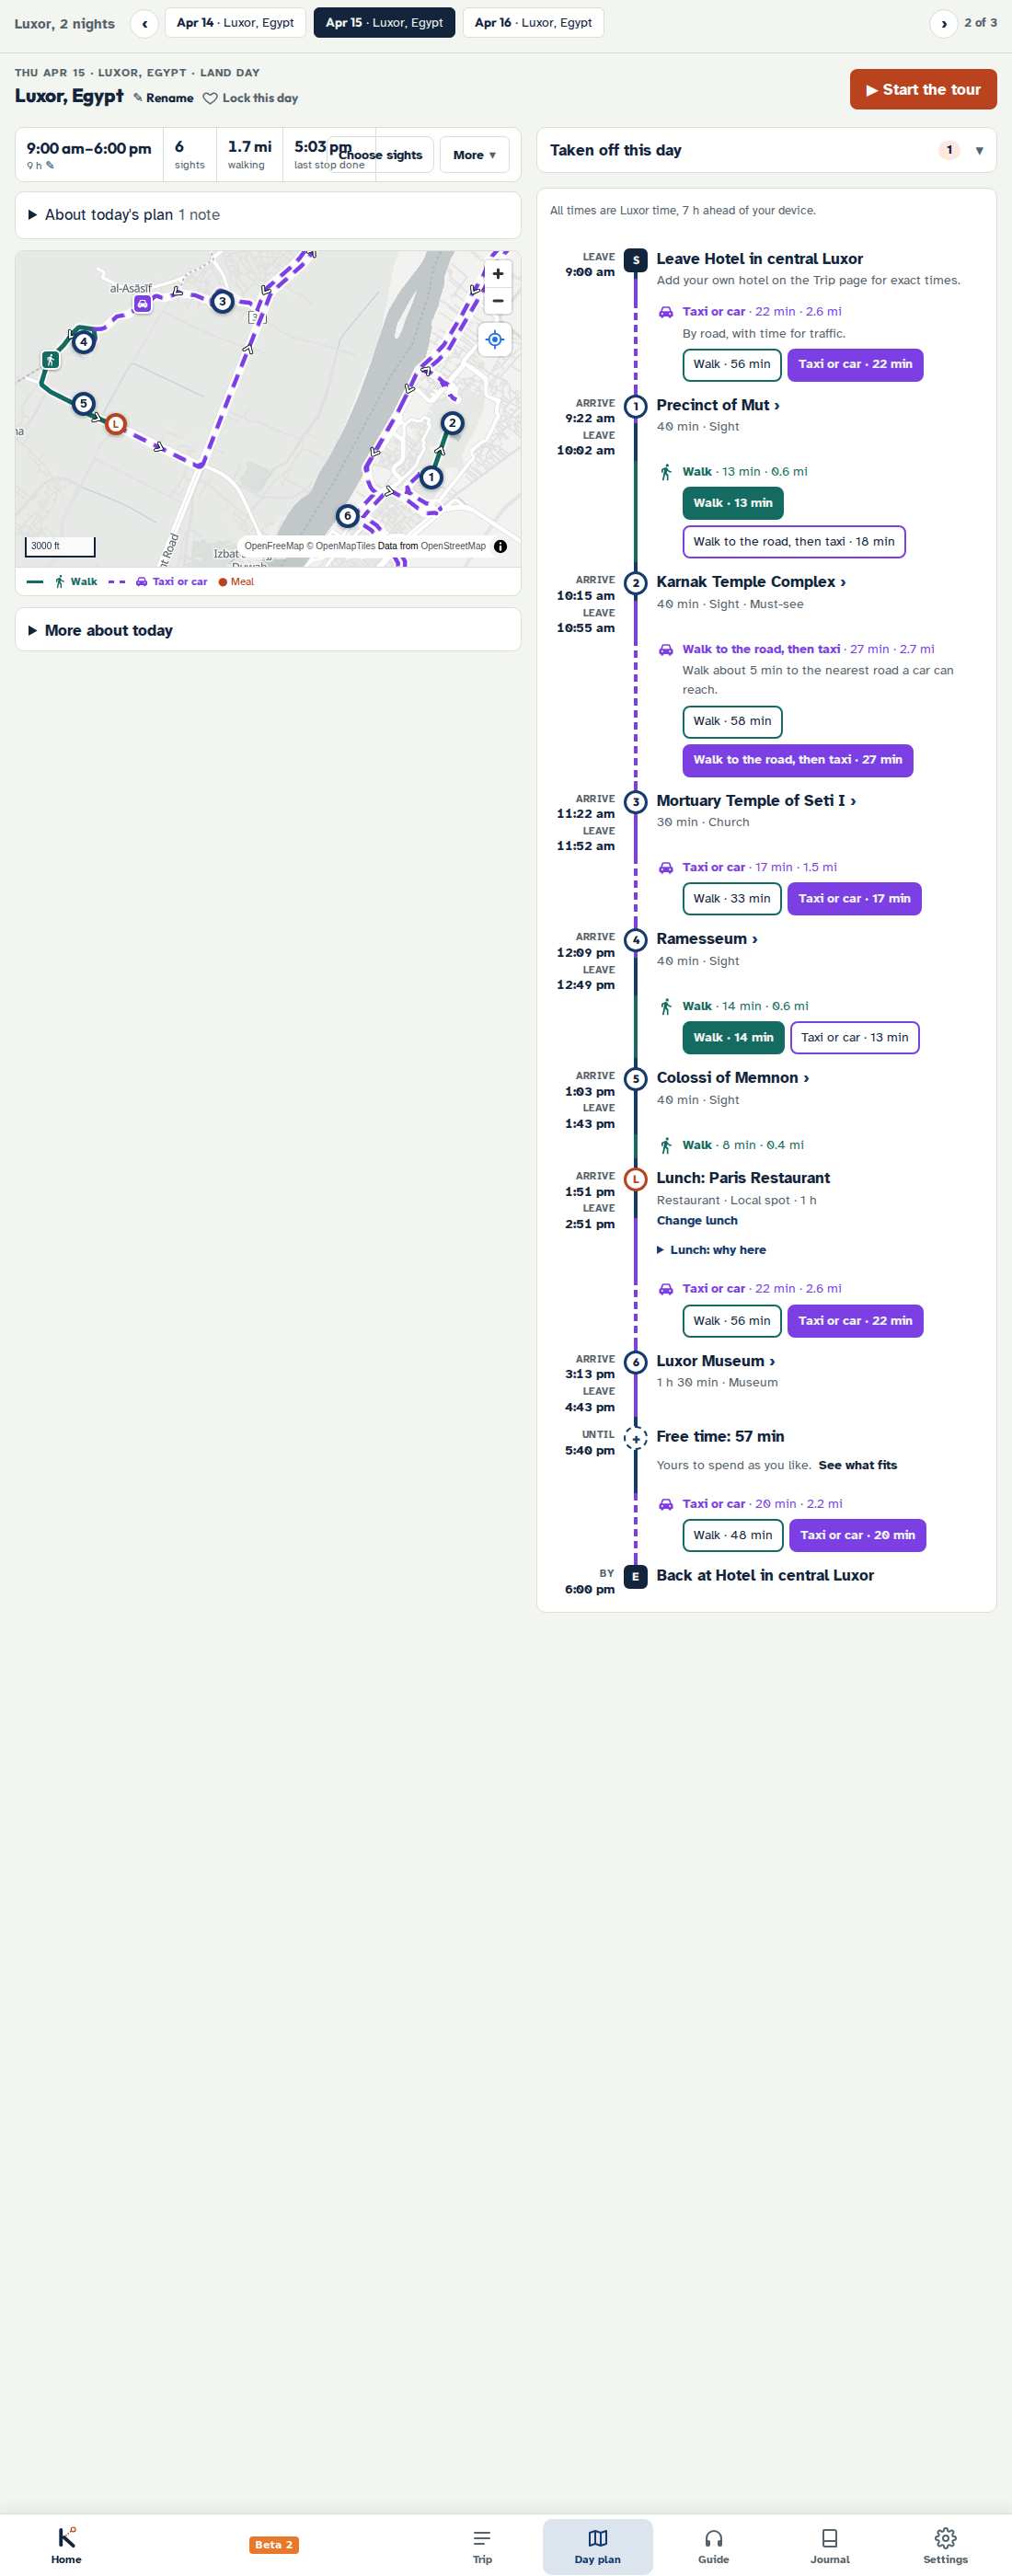 Luxor, 2 nights
‹
Apr 14 · Luxor, Egypt
Apr 15 · Luxor, Egypt
Apr 16 · Luxor, Egypt
›
2 of 3
THU APR 15 · LUXOR, EGYPT · LAND DAY
Luxor, Egypt
✎ Rename
Lock this day
▶ Start the tour
9:00 am–6:00 pm
9 h ✎
6
sights
1.7 mi
walking
5:03 pm
last stop done
Choose sights
More ▾
▶ About today's plan 1 note
al-Asāsīf
3
4
5
L
2
1
6
+
−
3000 ft
OpenFreeMap © OpenMapTiles Data from OpenStreetMap
Walk
Taxi or car
Meal
▶ More about today
Taken off this day
1
▾
All times are Luxor time, 7 h ahead of your device.
LEAVE
9:00 am
S
Leave Hotel in central Luxor
Add your own hotel on the Trip page for exact times.
Taxi or car · 22 min · 2.6 mi
By road, with time for traffic.
Walk · 56 min
Taxi or car · 22 min
ARRIVE
9:22 am
LEAVE
10:02 am
1
Precinct of Mut ›
40 min · Sight
Walk · 13 min · 0.6 mi
Walk · 13 min
Walk to the road, then taxi · 18 min
ARRIVE
10:15 am
LEAVE
10:55 am
2
Karnak Temple Complex ›
40 min · Sight · Must-see
Walk to the road, then taxi · 27 min · 2.7 mi
Walk about 5 min to the nearest road a car can
reach.
Walk · 58 min
Walk to the road, then taxi · 27 min
ARRIVE
11:22 am
LEAVE
11:52 am
3
Mortuary Temple of Seti I ›
30 min · Church
Taxi or car · 17 min · 1.5 mi
Walk · 33 min
Taxi or car · 17 min
ARRIVE
12:09 pm
LEAVE
12:49 pm
4
Ramesseum ›
40 min · Sight
Walk · 14 min · 0.6 mi
Walk · 14 min
Taxi or car · 13 min
ARRIVE
1:03 pm
LEAVE
1:43 pm
5
Colossi of Memnon ›
40 min · Sight
Walk · 8 min · 0.4 mi
ARRIVE
1:51 pm
LEAVE
2:51 pm
L
Lunch: Paris Restaurant
Restaurant · Local spot · 1 h
Change lunch
▶ Lunch: why here
Taxi or car · 22 min · 2.6 mi
Walk · 56 min
Taxi or car · 22 min
ARRIVE
3:13 pm
LEAVE
4:43 pm
6
Luxor Museum ›
1 h 30 min · Museum
UNTIL
5:40 pm
+
Free time: 57 min
Yours to spend as you like. See what fits
Taxi or car · 20 min · 2.2 mi
Walk · 48 min
Taxi or car · 20 min
BY
6:00 pm
E
Back at Hotel in central Luxor
Home
Beta 2
Trip
Day plan
Guide
Journal
Settings